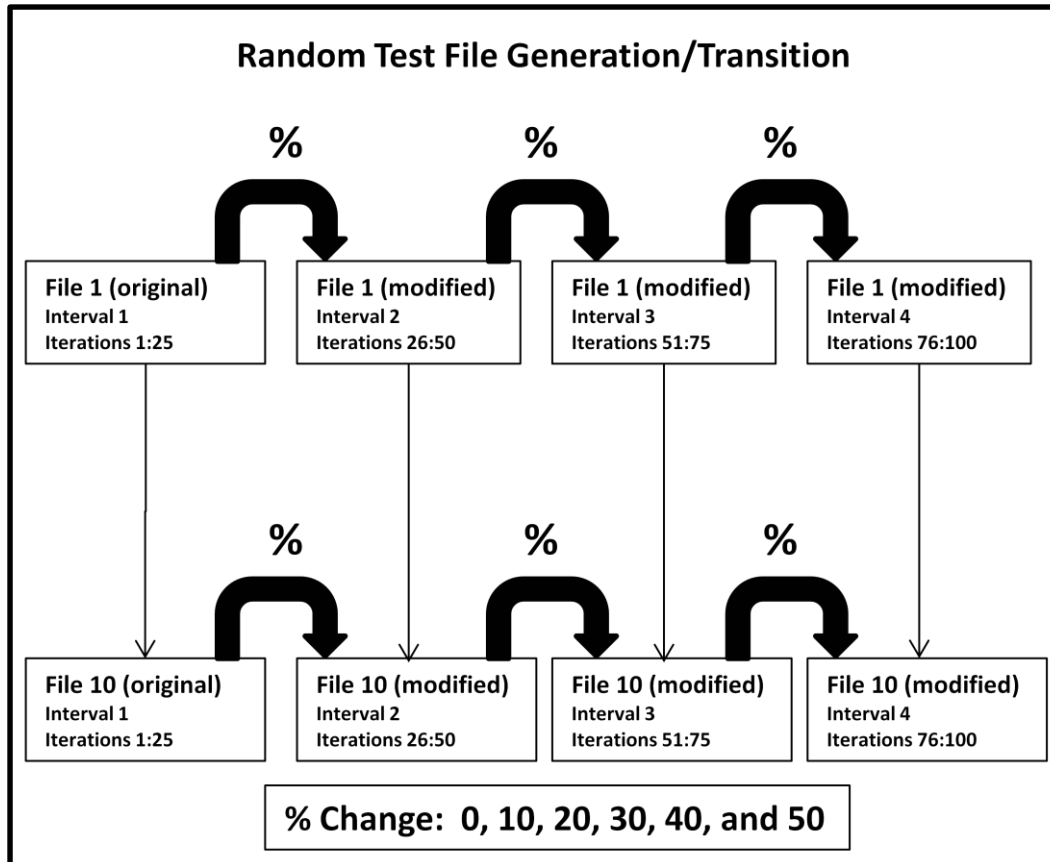 Random Test File Generation/Transition
% % %
File 1 (original)
Interval 1
Iterations 1:25
File 1 (modified)
Interval 2
Iterations 26:50
File 1 (modified)
Interval 3
Iterations 51:75
File 1 (modified)
Interval 4
Iterations 76:100
% % %
File 10 (original)
Interval 1
Iterations 1:25
File 10 (modified)
Interval 2
Iterations 26:50
File 10 (modified)
Interval 3
Iterations 51:75
File 10 (modified)
Interval 4
Iterations 76:100
% Change: 0, 10, 20, 30, 40, and 50